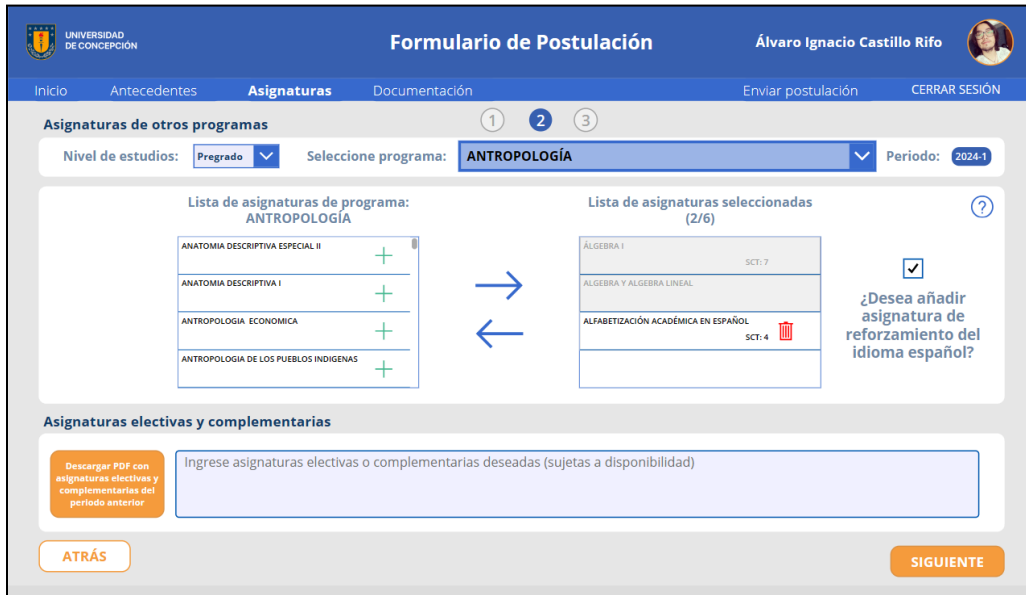 UNIVERSIDAD
DE CONCEPCIÓN
Formulario de Postulación
Álvaro Ignacio Castillo Rifo
Inicio
Antecedentes
Asignaturas
Documentación
Enviar postulación
CERRAR SESIÓN
Asignaturas de otros programas
1
2
3
Nivel de estudios:
Pregrado
Seleccione programa:
ANTROPOLOGÍA
Periodo:
2024-1
Lista de asignaturas de programa:
ANTROPOLOGÍA
ANATOMIA DESCRIPTIVA ESPECIAL II
ANATOMIA DESCRIPTIVA I
ANTROPOLOGIA ECONOMICA
ANTROPOLOGIA DE LOS PUEBLOS INDIGENAS
Lista de asignaturas seleccionadas
(2/6)
ÁLGEBRA I
SCT: 7
ALGEBRA Y ALGEBRA LINEAL
ALFABETIZACIÓN ACADÉMICA EN ESPAÑOL
SCT: 4
?
¿Desea añadir
asignatura de
reforzamiento del
idioma español?
Asignaturas electivas y complementarias
Descargar PDF con
asignaturas electivas y
complementarias del
periodo anterior
Ingrese asignaturas electivas o complementarias deseadas (sujetas a disponibilidad)
ATRÁS
SIGUIENTE